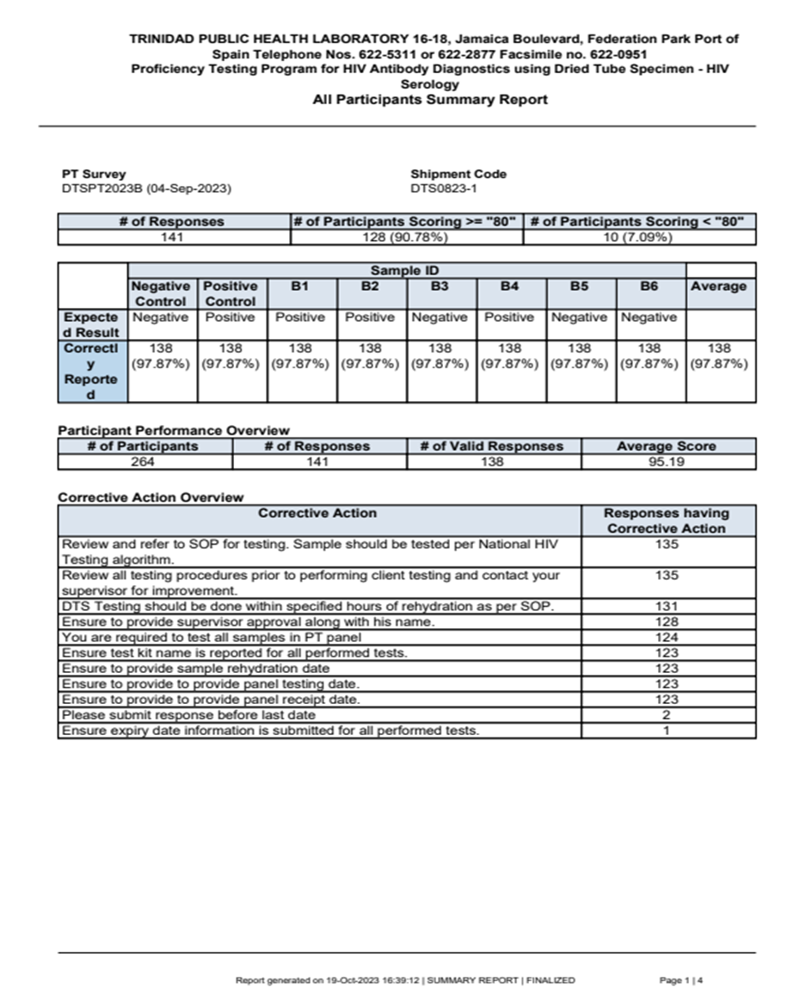 TRINIDAD PUBLIC HEALTH LABORATORY 16-18, Jamaica Boulevard, Federation Park Port of
Spain Telephone Nos. 622-5311 or 622-2877 Facsimile no. 622-0951
Proficiency Testing Program for HIV Antibody Diagnostics using Dried Tube Specimen - HIV
Serology
All Participants Summary Report
PT Survey Shipment Code
DTSPT2023B (04-Sep-2023) DTS0823-1
# of Responses # of Participants Scoring >= "80" # of Participants Scoring < "80"
141 128 (90.78%) 10 (7.09%)
Sample ID
Negative Positive B1 B2 B3 B4 B5 B6 Average
Control Control
Expecte Negative Positive Positive Positive Negative Positive Negative Negative
d Result
Correctl 138 138 138 138 138 138 138 138 138
y (97.87%) (97.87%) (97.87%) (97.87%) (97.87%) (97.87%) (97.87%) (97.87%) (97.87%)
Reporte
d
Participant Performance Overview
# of Participants # of Responses # of Valid Responses Average Score
264 141 138 95.19
Corrective Action Overview
Corrective Action Responses having
Corrective Action
Review and refer to SOP for testing. Sample should be tested per National HIV 135
Testing algorithm.
Review all testing procedures prior to performing client testing and contact your 135
supervisor for improvement.
DTS Testing should be done within specified hours of rehydration as per SOP. 131
Ensure to provide supervisor approval along with his name. 128
You are required to test all samples in PT panel 124
Ensure test kit name is reported for all performed tests. 123
Ensure to provide sample rehydration date 123
Ensure to provide to provide panel testing date. 123
Ensure to provide to provide panel receipt date. 123
Please submit response before last date 2
Ensure expiry date information is submitted for all performed tests. 1
Report generated on 19-Oct-2023 16:39:12 | SUMMARY REPORT | FINALIZED Page 1 | 4